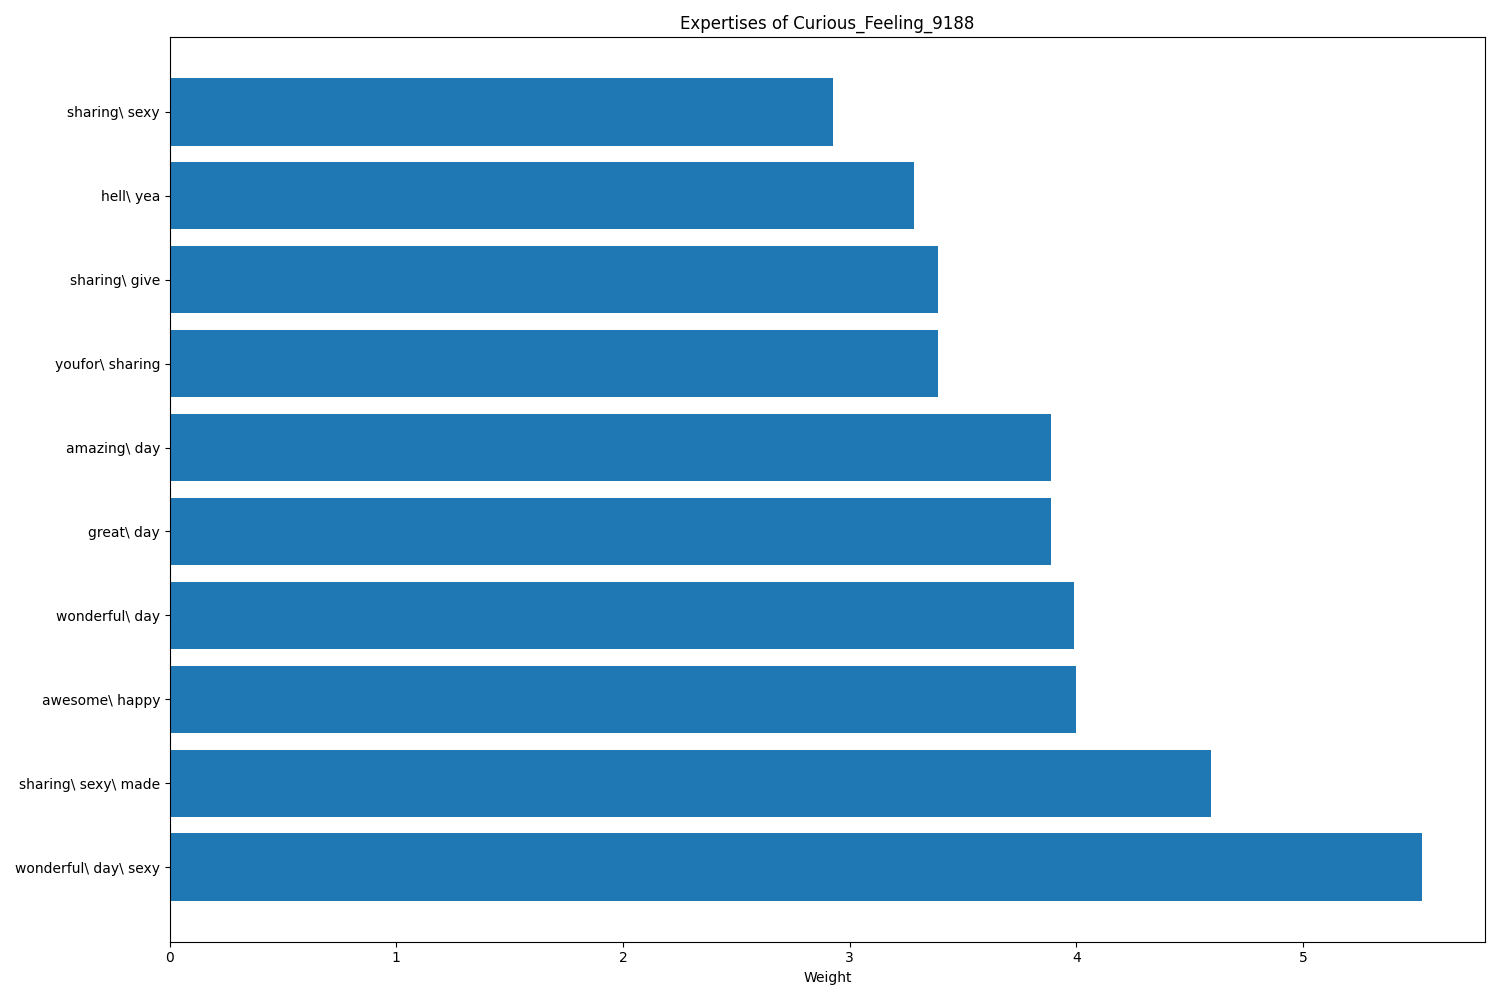 Expertises of Curious_Feeling_9188
sharing\ sexy
hell\ yea
sharing\ give
youfor\ sharing
amazing\ day
great\ day
wonderful\ day
awesome\ happy
sharing\ sexy\ made
wonderful\ day\ sexy
0 1 2 3 4 5
Weight